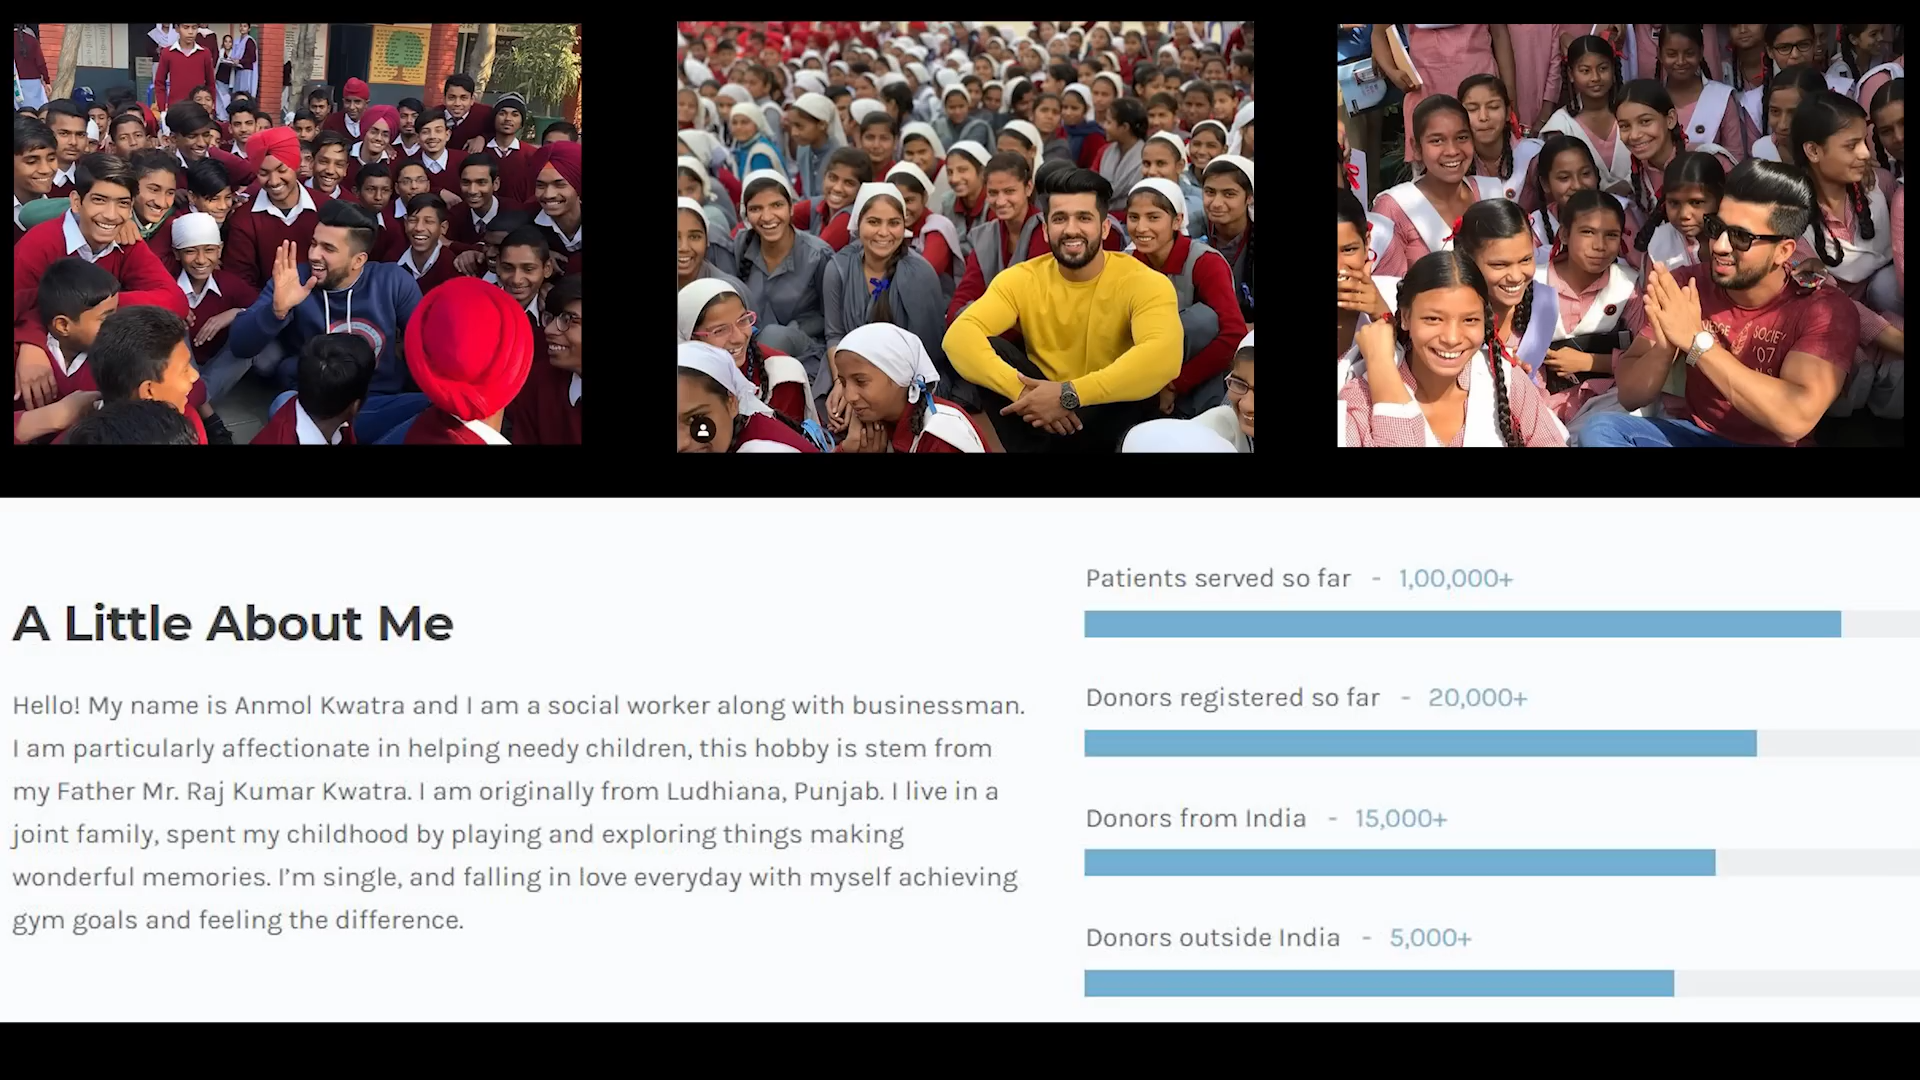 A Little About Me
Hello! My name is Anmol Kwatra and I am a social worker along with businessman.
I am particularly affectionate in helping needy children, this hobby is stem from
my Father Mr. Raj Kumar Kwatra. I am originally from Ludhiana, Punjab. I live in a
joint family, spent my childhood by playing and exploring things making
wonderful memories. I’m single, and falling in love everyday with myself achieving
gym goals and feeling the difference.
Patients served so far - 1,00,000+
Donors registered so far - 20,000+
Donors from India - 15,000+
Donors outside India - 5,000+